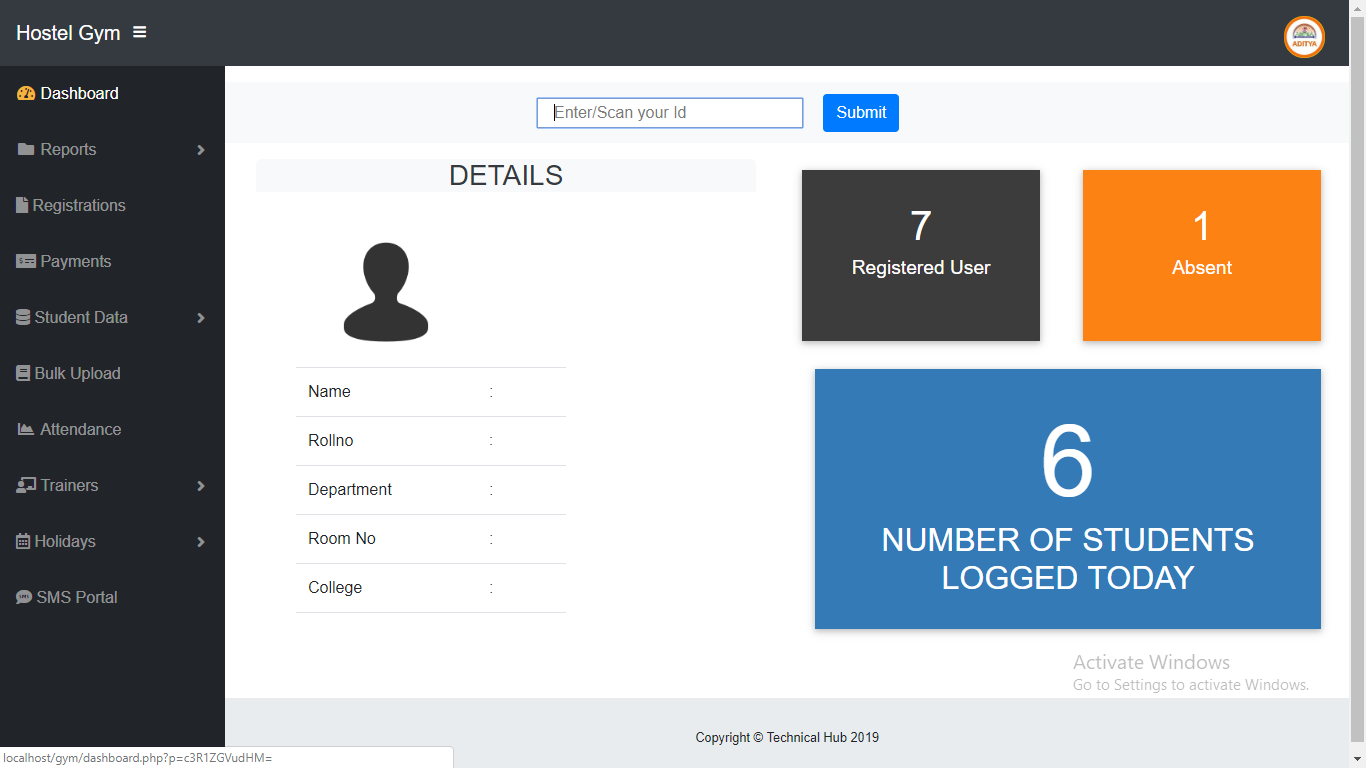 Hostel Gym
ADITYA
Dashboard
Reports
Registrations
Payments
Student Data
Bulk Upload
Attendance
Trainers
Holidays
SMS Portal
Enter/Scan your Id
Submit
DETAILS
Name :
Rollno :
Department :
Room No :
College :
7
Registered User
1
Absent
6
NUMBER OF STUDENTS
LOGGED TODAY
Activate Windows
Go to Settings to activate Windows.
Copyright © Technical Hub 2019
localhost/gym/dashboard.php?p=c3R1ZGVudHM=